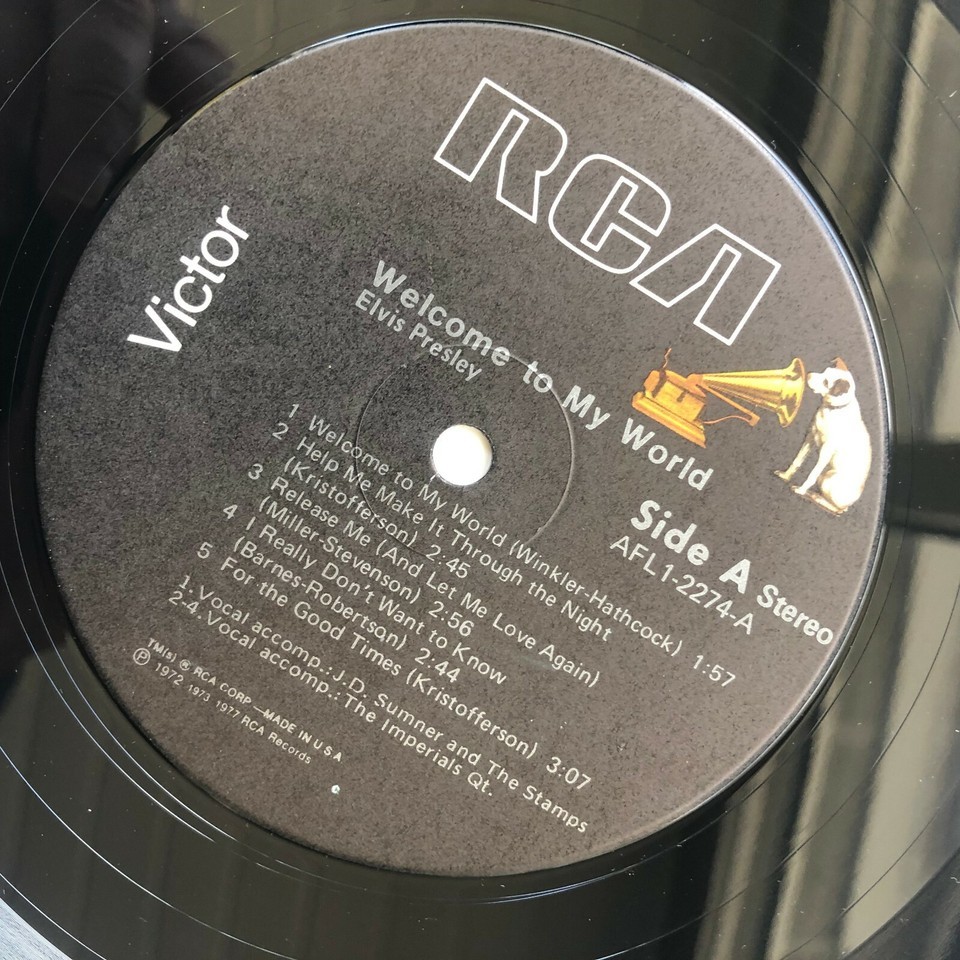 RCA
Victor
Welcome to My World
Elvis Presley
Side A Stereo
AFL1-2274-A
1 Welcome to My World (Winkler-Hathcock) 1:57
2 Help Me Make It Through the Night
(Kristofferson) 2:45
3 Release Me (And Let Me Love Again)
(Miller-Stevenson) 2:56
4 I Really Don't Want to Know
(Barnes-Robertson) 2:44
5 For the Good Times (Kristofferson) 3:07
1. Vocal accomp.: J.D. Sumner and The Stamps
2-4. Vocal accomp.: The Imperials Qt.
TM(s) ® RCA CORP.—MADE IN U S A
℗ 1972 1973 1977 RCA Records